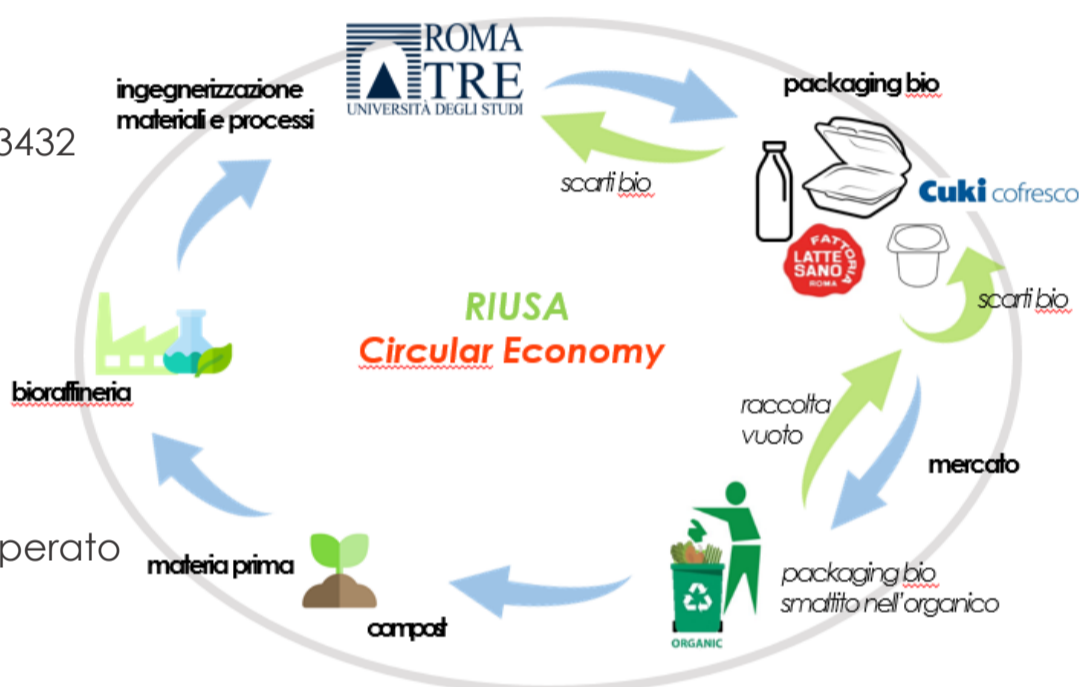 ROMA
TRE
UNIVERSITÀ DEGLI STUDI
ingegnerizzazione
materiali e processi
3432
packaging bio
scarti bio
Cuki cofresco
FATTORIA
LATTE
SANO
ROMA
scarti bio
RIUSA
Circular Economy
bioraffineria
raccolta
vuoto
mercato
perato
materia prima
compost
ORGANIC
packaging bio
smaltito nell'organico